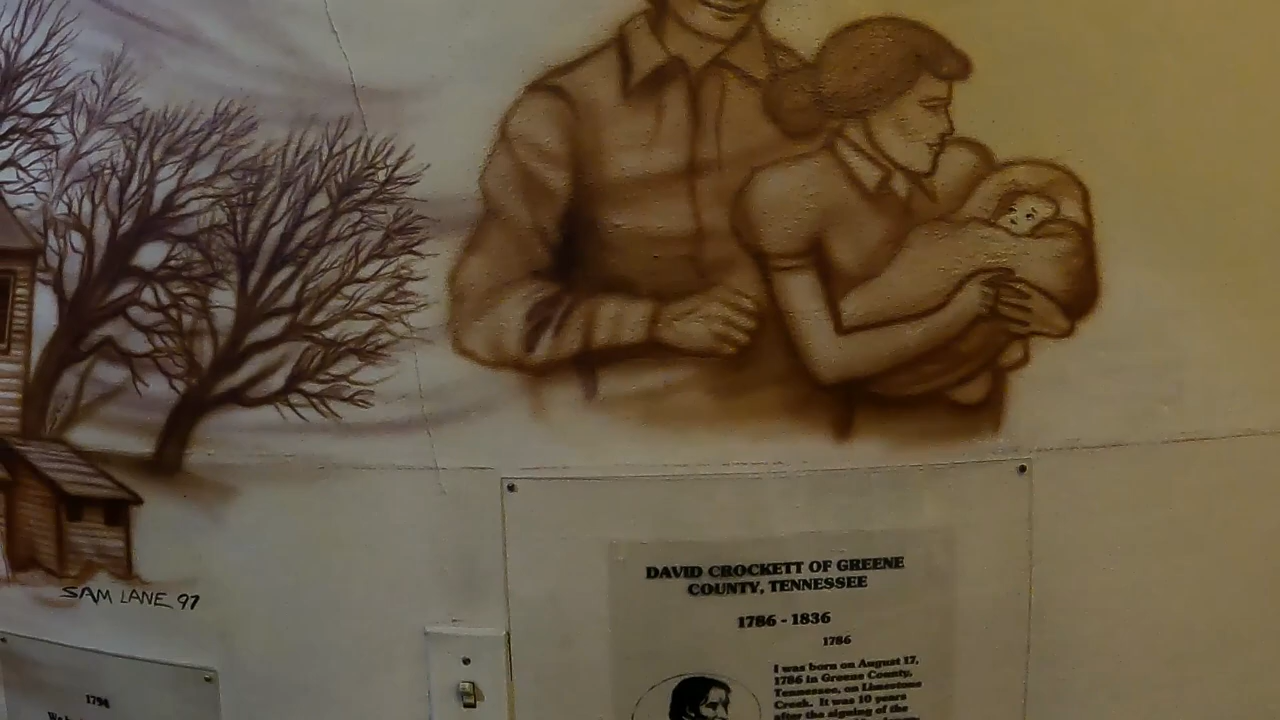 SAM LANE 97
1794
DAVID CROCKETT OF GREENE
COUNTY, TENNESSEE
1786 - 1836
1786
I was born on August 17,
1786 in Greene County,
Tennessee, on Limestone
Creek. It was 10 years
after the signing of the